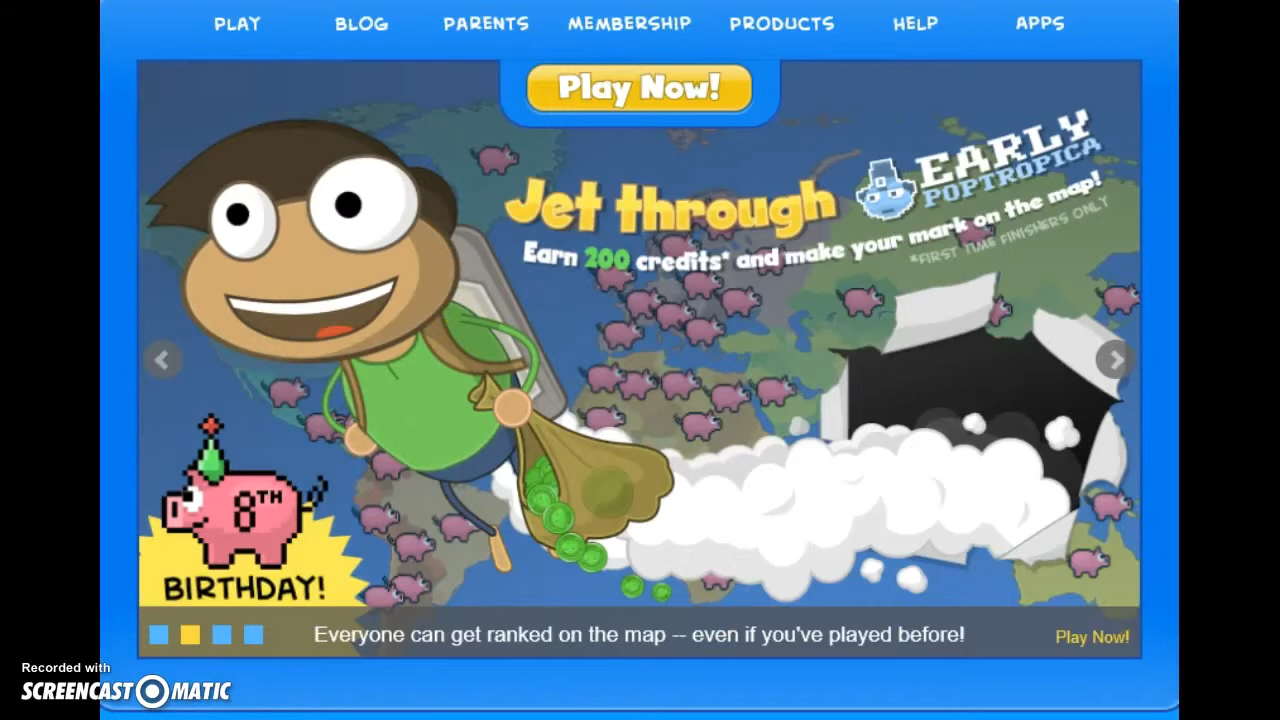 PLAY BLOG PARENTS MEMBERSHIP PRODUCTS HELP APPS
Play Now!
EARLY
POPTROPICA
Jet through
Earn 200 credits* and make your mark on the map!
*FIRST TIME FINISHERS ONLY
8TH
BIRTHDAY!
Everyone can get ranked on the map -- even if you've played before!
Play Now!
Recorded with
SCREENCAST MATIC